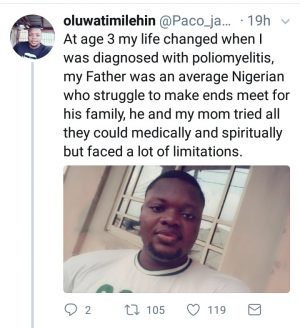 oluwatimilehin @Paco_ja... · 19h
At age 3 my life changed when I
was diagnosed with poliomyelitis,
my Father was an average Nigerian
who struggle to make ends meet for
his family, he and my mom tried all
they could medically and spiritually
but faced a lot of limitations.
2 105 119